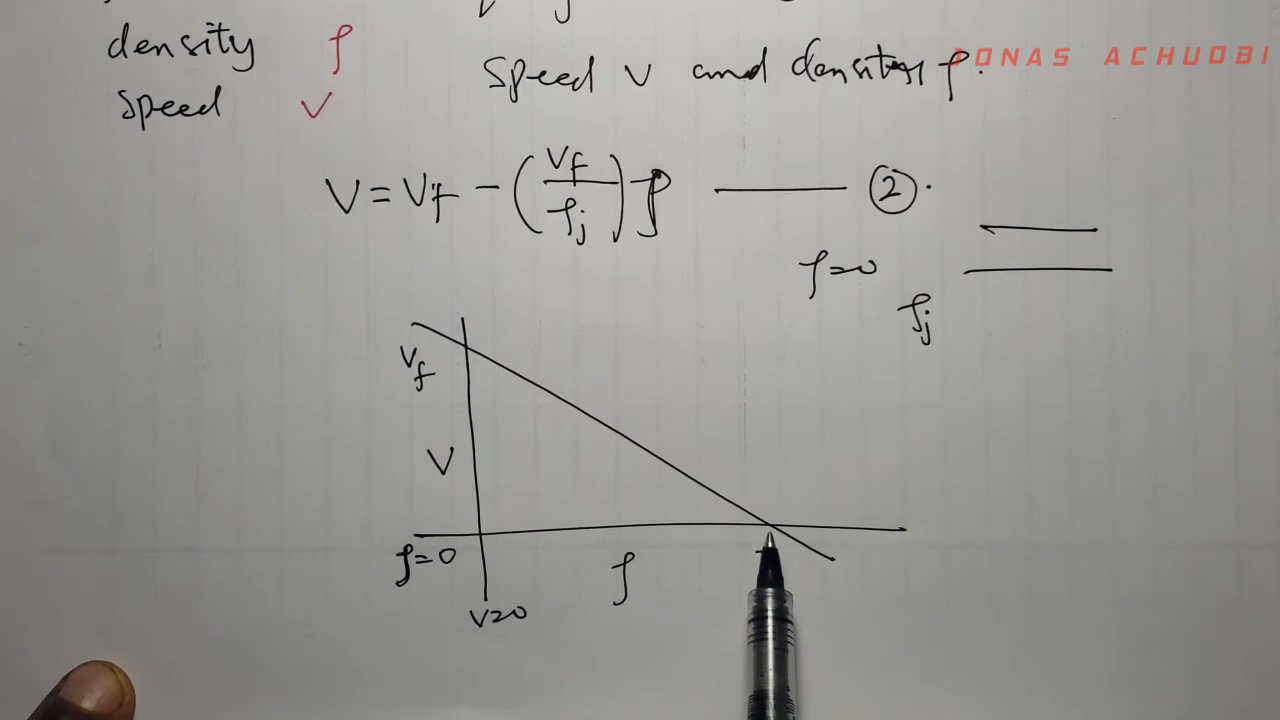 density ρ
speed v
speed v and density ρ.
JONAS ACHUOBI
V = Vf - (Vf/ρj) ρ —— ②.
ρ=0
ρj
Vf
V
ρ=0
ρ
v=0